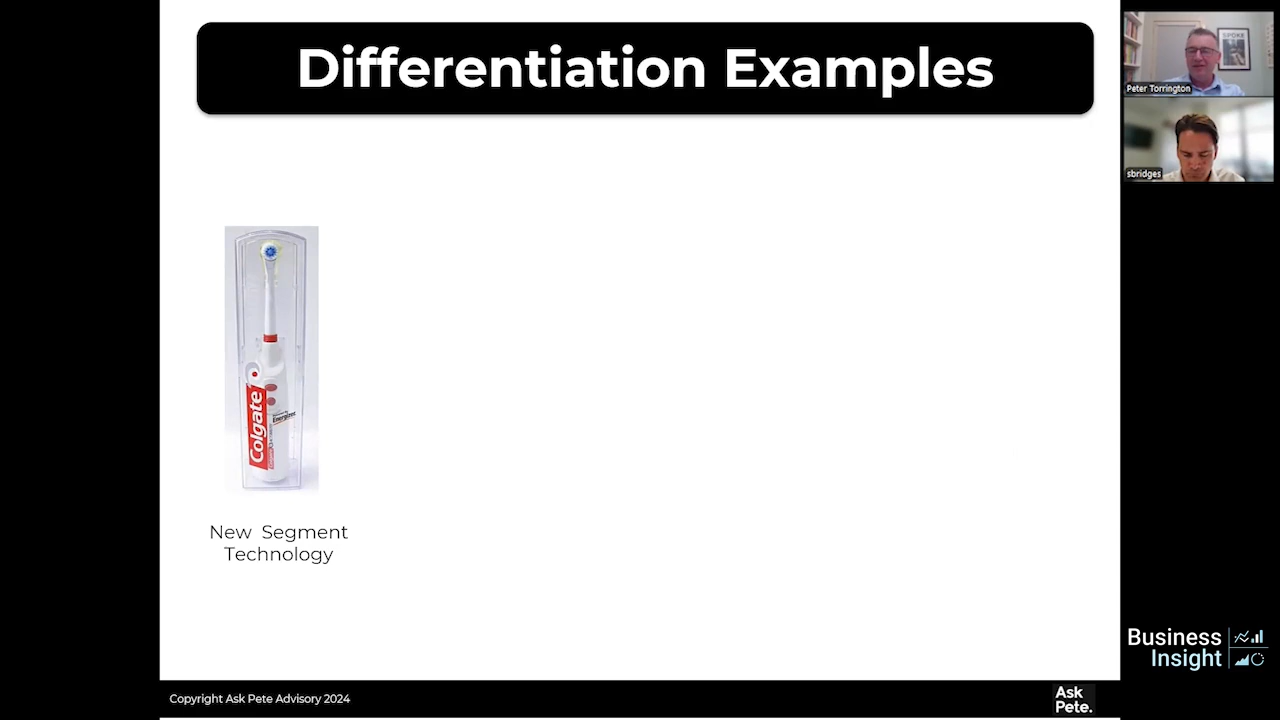 Differentiation Examples
Colgate
Energizer
New Segment
Technology
Copyright Ask Pete Advisory 2024
Ask
Pete.
SPOKE
Peter Torrington
sbridges
Business
Insight